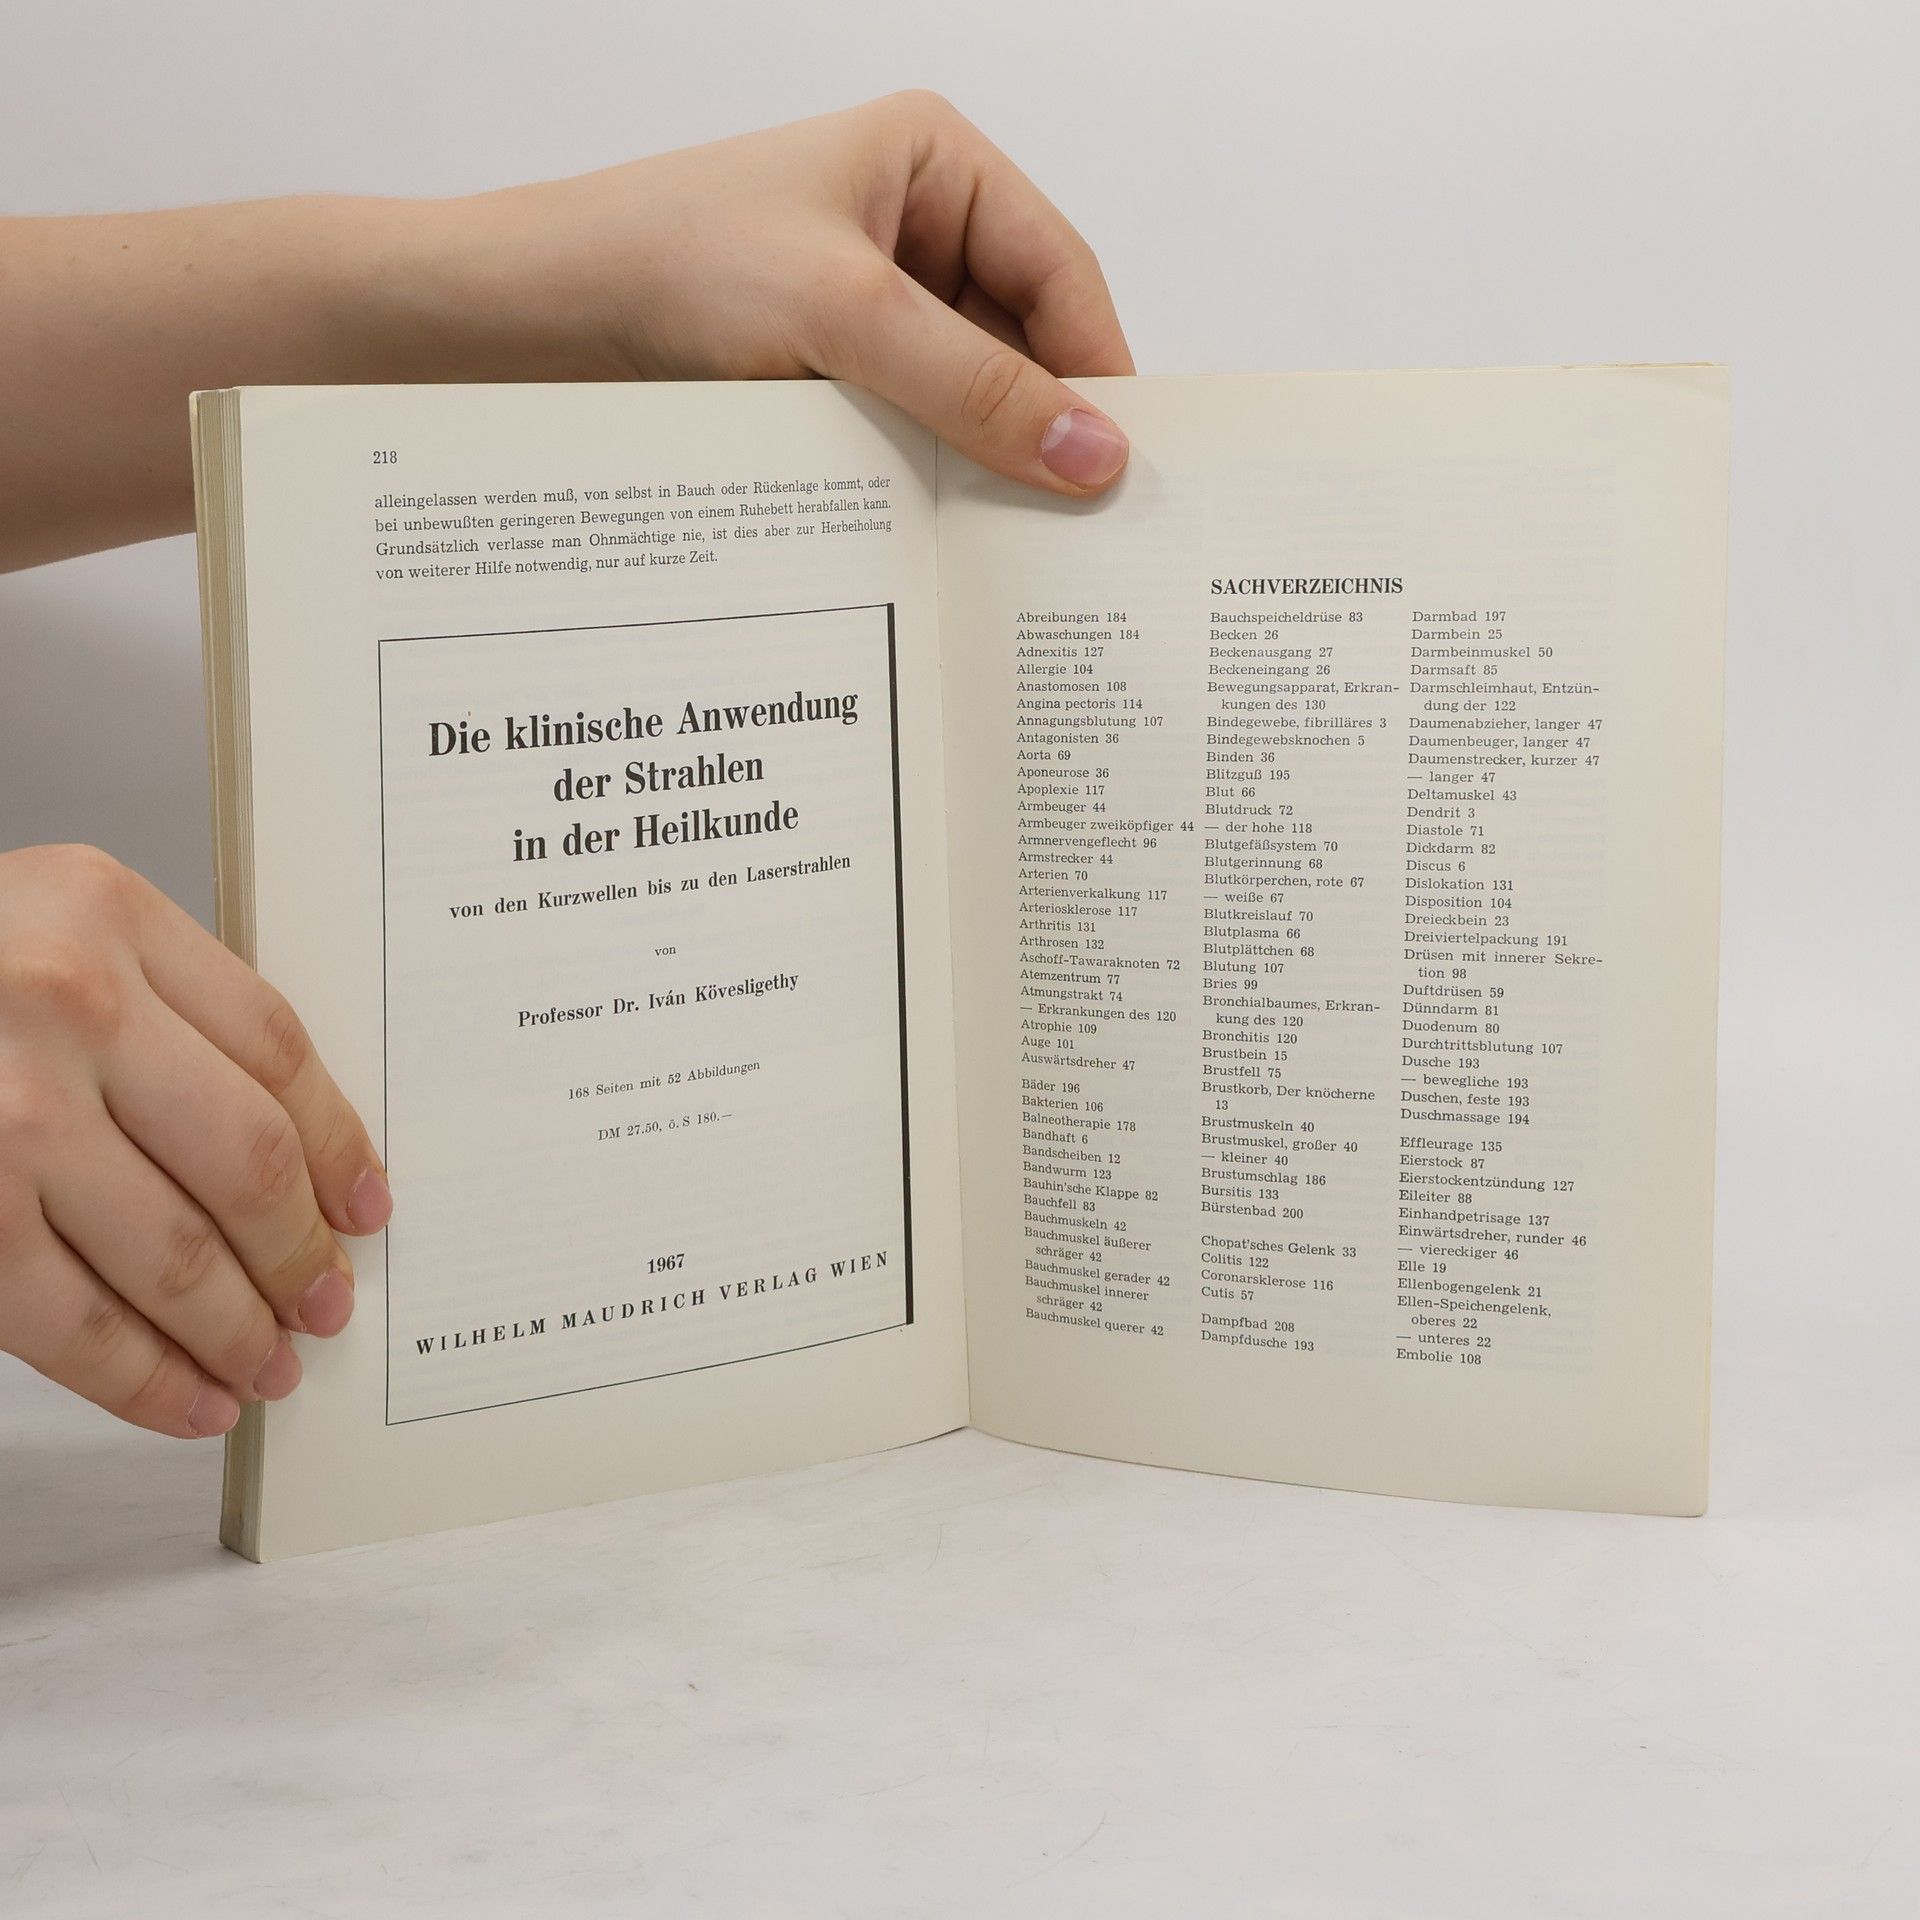 218
alleingelassen werden muß, von selbst in Bauch oder Rückenlage kommt, oder
bei unbewußten geringeren Bewegungen von einem Ruhebett herabfallen kann.
Grundsätzlich verlasse man Ohnmächtige nie, ist dies aber zur Herbeiholung
von weiterer Hilfe notwendig, nur auf kurze Zeit.
Die klinische Anwendung
der Strahlen
in der Heilkunde
von den Kurzwellen bis zu den Laserstrahlen
von
Professor Dr. Iván Kövesligethy
168 Seiten mit 52 Abbildungen
DM 27.50, ö. S 180.—
1967
WILHELM MAUDRICH VERLAG WIEN
SACHVERZEICHNIS
Abreibungen 184
Abwaschungen 184
Adnexitis 127
Allergie 104
Anastomosen 108
Angina pectoris 114
Annagungsblutung 107
Antagonisten 36
Aorta 69
Aponeurose 36
Apoplexie 117
Armbeuger 44
Armbeuger zweiköpfiger 44
Armnervengeflecht 96
Armstrecker 44
Arterien 70
Arterienverkalkung 117
Arteriosklerose 117
Arthritis 131
Arthrosen 132
Aschoff-Tawaraknoten 72
Atemzentrum 77
Atmungstrakt 74
— Erkrankungen des 120
Atrophie 109
Auge 101
Auswärtsdreher 47
Bäder 196
Bakterien 106
Balneotherapie 178
Bandhaft 6
Bandscheiben 12
Bandwurm 123
Bauhin'sche Klappe 82
Bauchfell 83
Bauchmuskeln 42
Bauchmuskel äußerer
schräger 42
Bauchmuskel gerader 42
Bauchmuskel innerer
schräger 42
Bauchmuskel querer 42
Bauchspeicheldrüse 83
Becken 26
Beckenausgang 27
Beckeneingang 26
Bewegungsapparat, Erkran-
kungen des 130
Bindegewebe, fibrilläres 3
Bindegewebsknochen 5
Binden 36
Blitzguß 195
Blut 66
Blutdruck 72
— der hohe 118
Blutgefäßsystem 70
Blutgerinnung 68
Blutkörperchen, rote 67
— weiße 67
Blutkreislauf 70
Blutplasma 66
Blutplättchen 68
Blutung 107
Bries 99
Bronchialbaumes, Erkran-
kung des 120
Bronchitis 120
Brustbein 15
Brustfell 75
Brustkorb, Der knöcherne
13
Brustmuskeln 40
Brustmuskel, großer 40
— kleiner 40
Brustumschlag 186
Bursitis 133
Bürstenbad 200
Chopat'sches Gelenk 33
Colitis 122
Coronarsklerose 116
Cutis 57
Dampfbad 208
Dampfdusche 193
Darmbad 197
Darmbein 25
Darmbeinmuskel 50
Darmsaft 85
Darmschleimhaut, Entzün-
dung der 122
Daumenabzieher, langer 47
Daumenbeuger, langer 47
Daumenstrecker, kurzer 47
— langer 47
Deltamuskel 43
Dendrit 3
Diastole 71
Dickdarm 82
Discus 6
Dislokation 131
Disposition 104
Dreieckbein 23
Dreiviertelpackung 191
Drüsen mit innerer Sekre-
tion 98
Duftdrüsen 59
Dünndarm 81
Duodenum 80
Durchtrittsblutung 107
Dusche 193
— bewegliche 193
Duschen, feste 193
Duschmassage 194
Effleurage 135
Eierstock 87
Eierstockentzündung 127
Eileiter 88
Einhandpetrisage 137
Einwärtsdreher, runder 46
— viereckiger 46
Elle 19
Ellenbogengelenk 21
Ellen-Speichengelenk,
oberes 22
— unteres 22
Embolie 108